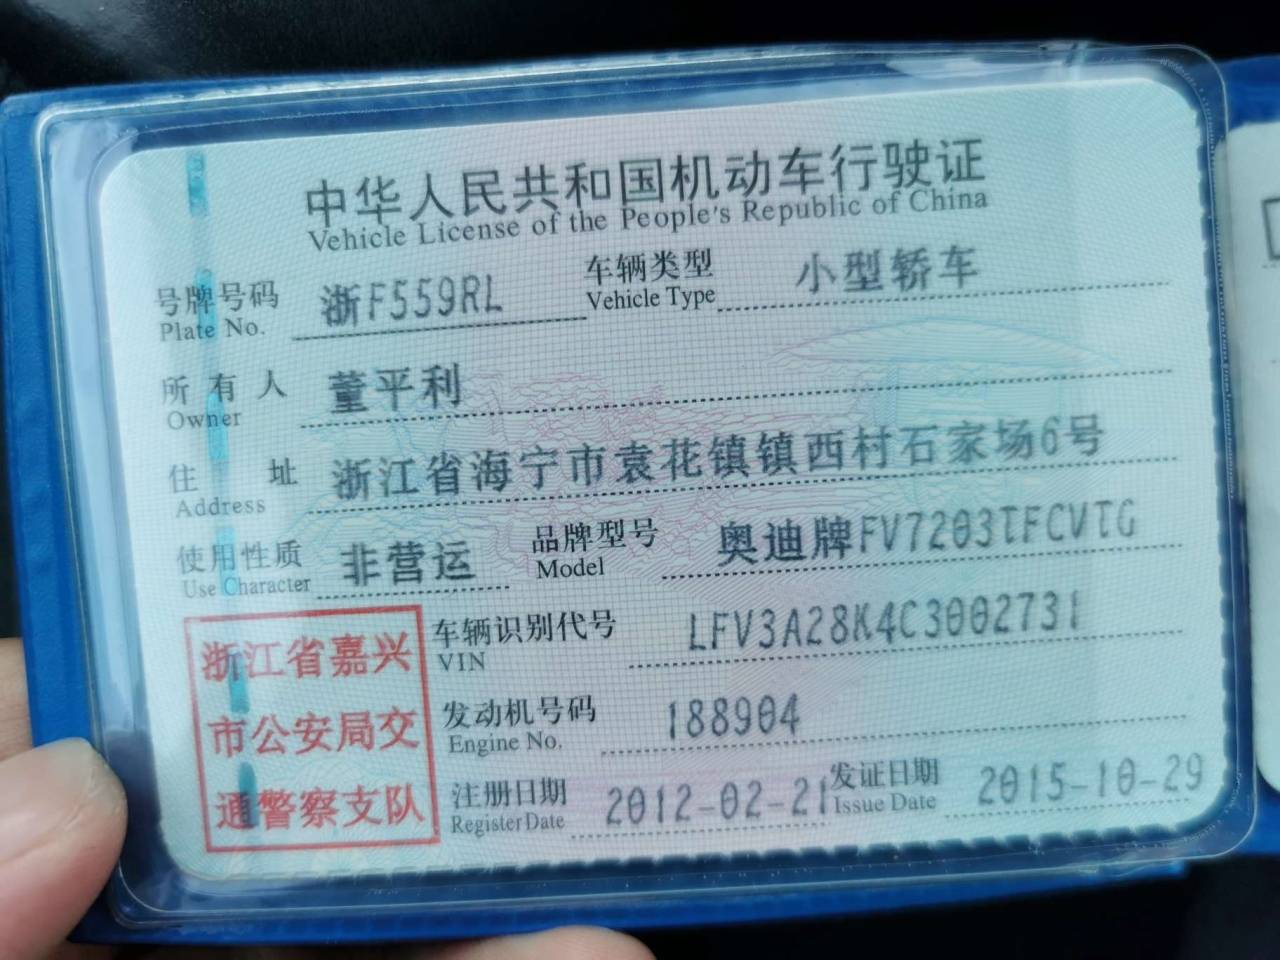 中华人民共和国机动车行驶证
Vehicle License of the People's Republic of China
号牌号码 浙F559RL 车辆类型 小型轿车
Plate No. Vehicle Type
所有人 董平利
Owner
住址 浙江省海宁市袁花镇镇西村石家场6号
Address
使用性质 非营运 品牌型号 奥迪牌FV7203TFCVTG
Use Character Model
浙江省嘉兴
市公安局交
通警察支队
车辆识别代号 LFV3A28K4C3002731
VIN
发动机号码 188904
Engine No.
注册日期 2012-02-21 发证日期 2015-10-29
Register Date Issue Date